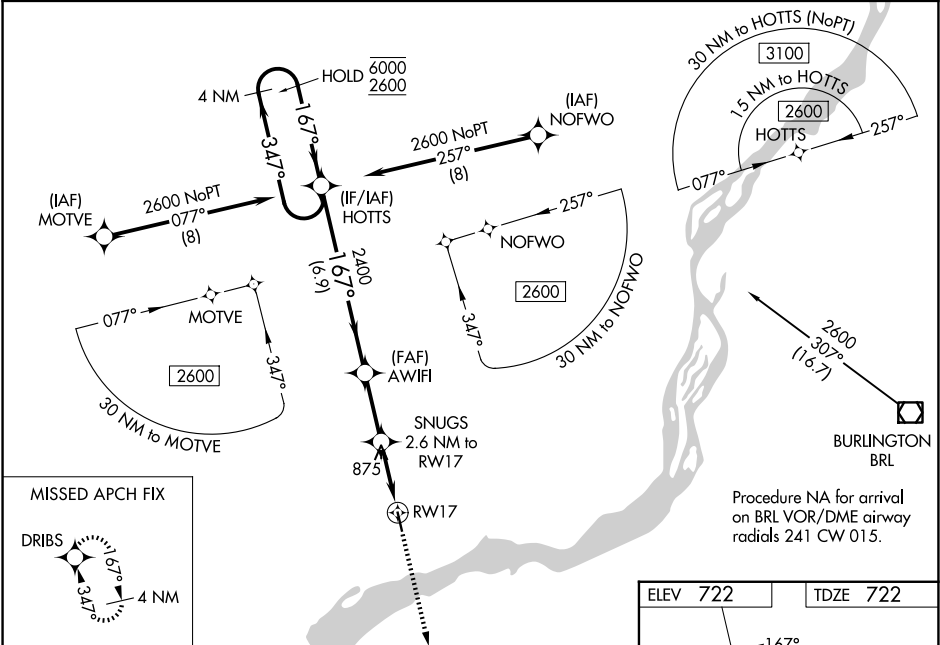 30 NM to HOTTS (NoPT)
3100
15 NM to HOTTS
2600
HOTTS
077°
257°
HOLD 6000
2600
4 NM
167°
347°
(IAF)
NOFWO
2600 NoPT
257°
(8)
(IAF)
MOTVE
2600 NoPT
077°
(8)
(IF/IAF)
HOTTS
2400
167°
(6.9)
257°
NOFWO
2600
347°
30 NM to NOFWO
077°
MOTVE
2600
347°
30 NM to MOTVE
(FAF)
AWIFI
SNUGS
2.6 NM to
RW17
875
RW17
2600
307°
(16.7)
BURLINGTON
BRL
Procedure NA for arrival
on BRL VOR/DME airway
radials 241 CW 015.
MISSED APCH FIX
DRIBS
167°
347°
4 NM
ELEV 722
TDZE 722
167°